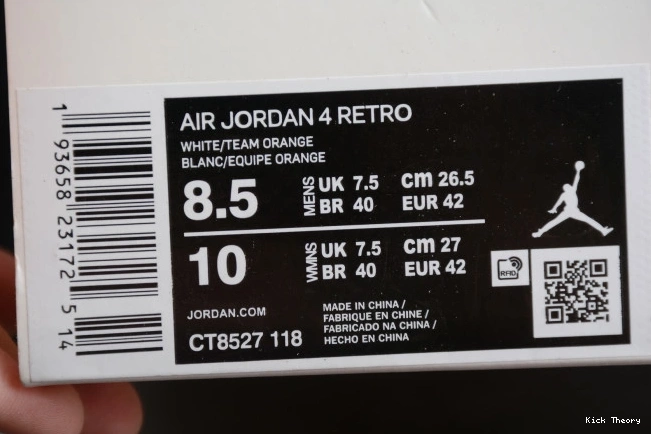 AIR JORDAN 4 RETRO
WHITE/TEAM ORANGE
BLANC/EQUIPE ORANGE
8.5 MENS UK 7.5 Cm 26.5
BR 40 EUR 42
10 WMNS UK 7.5 Cm 27
BR 40 EUR 42
RFID
JORDAN.COM
CT8527 118
MADE IN CHINA /
FABRIQUE EN CHINE /
FABRICADO NA CHINA /
HECHO EN CHINA
1 93658 23172 5 14
Kick Theory